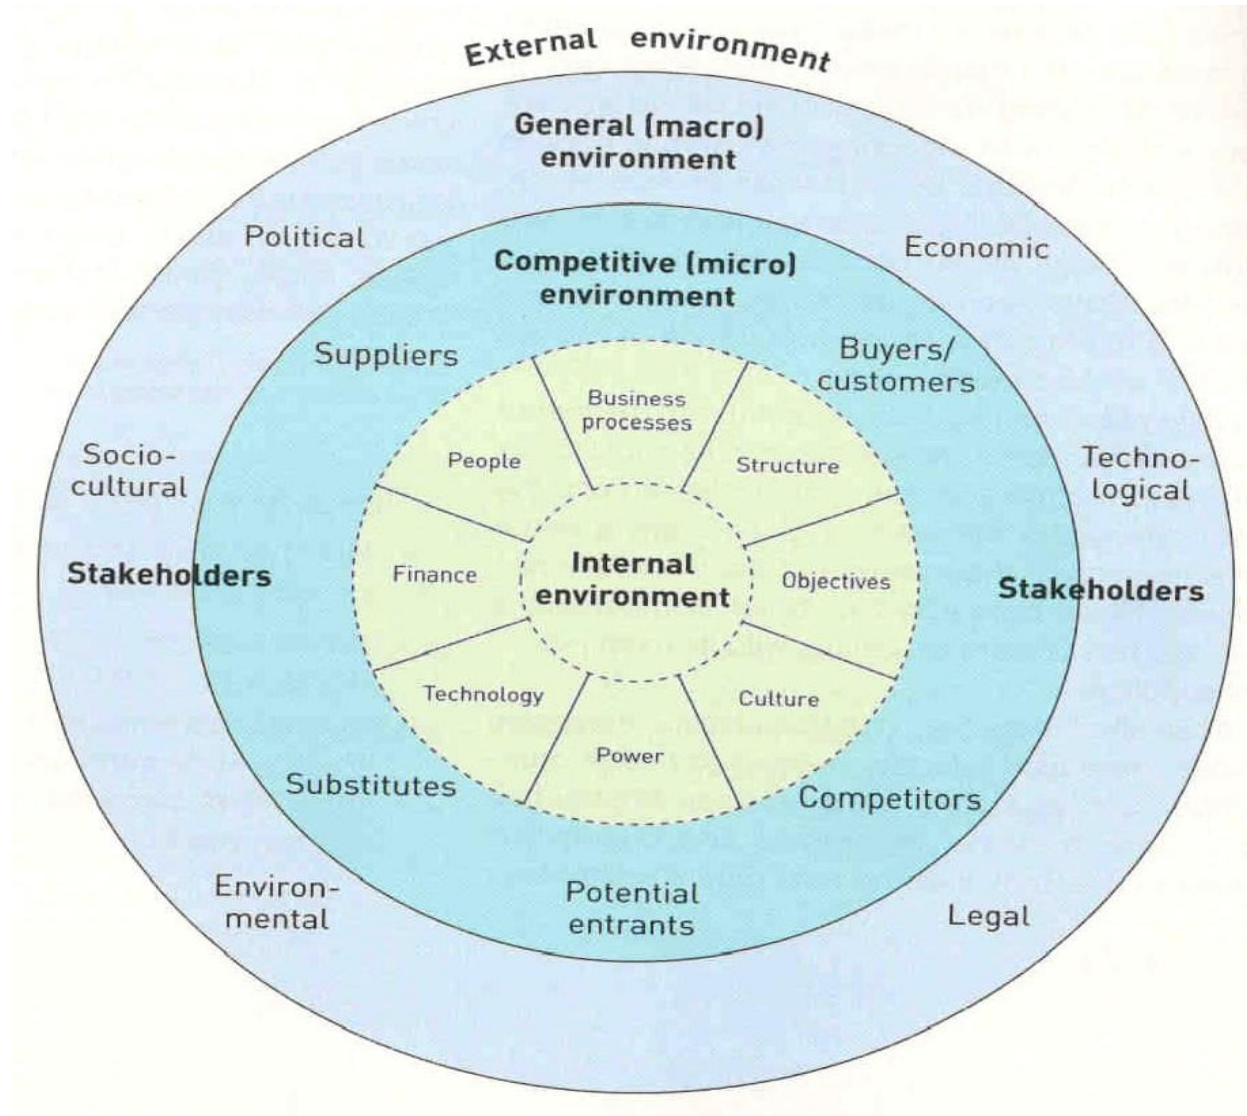 External environment
General (macro)
environment
Political
Economic
Competitive (micro)
environment
Suppliers
Buyers/
customers
Business
processes
People
Structure
Socio-
cultural
Techno-
logical
Stakeholders
Finance
Internal
environment
Objectives
Stakeholders
Technology
Culture
Power
Substitutes
Competitors
Environ-
mental
Potential
entrants
Legal